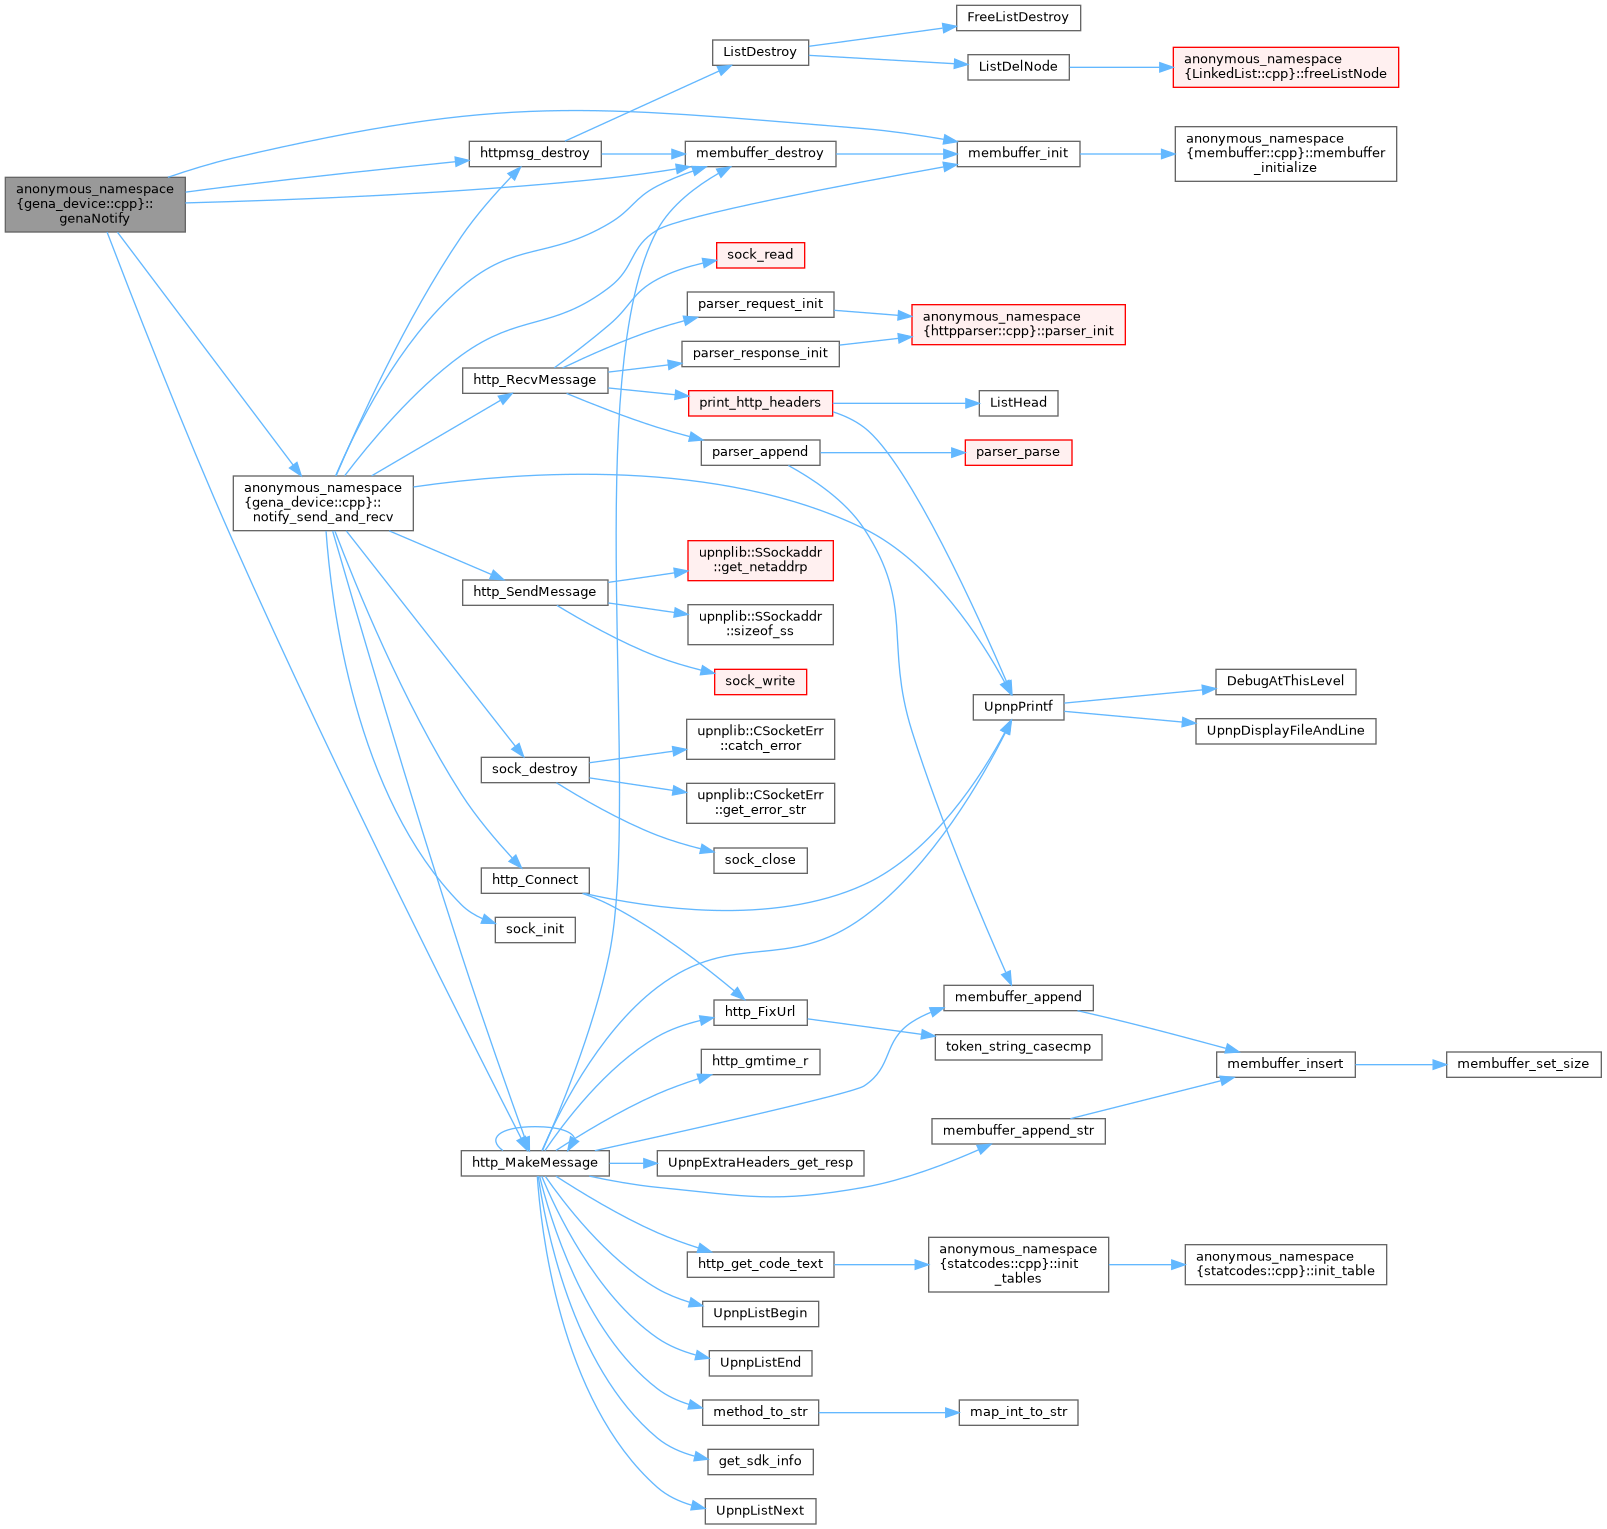 FreeListDestroy
ListDestroy
ListDelNode
anonymous_namespace
{LinkedList::cpp}::freeListNode
httpmsg_destroy
membuffer_destroy
membuffer_init
anonymous_namespace
{membuffer::cpp}::membuffer
_initialize
anonymous_namespace
{gena_device::cpp}::
genaNotify
sock_read
parser_request_init
anonymous_namespace
{httpparser::cpp}::parser_init
parser_response_init
http_RecvMessage
print_http_headers
ListHead
parser_append
parser_parse
anonymous_namespace
{gena_device::cpp}::
notify_send_and_recv
upnplib::SSockaddr
::get_netaddrp
http_SendMessage
upnplib::SSockaddr
::sizeof_ss
sock_write
DebugAtThisLevel
UpnpPrintf
UpnpDisplayFileAndLine
upnplib::CSocketErr
::catch_error
sock_destroy
upnplib::CSocketErr
::get_error_str
sock_close
http_Connect
sock_init
membuffer_append
http_FixUrl
token_string_casecmp
http_gmtime_r
membuffer_insert
membuffer_set_size
membuffer_append_str
http_MakeMessage
UpnpExtraHeaders_get_resp
http_get_code_text
anonymous_namespace
{statcodes::cpp}::init
_tables
anonymous_namespace
{statcodes::cpp}::init_table
UpnpListBegin
UpnpListEnd
method_to_str
map_int_to_str
get_sdk_info
UpnpListNext